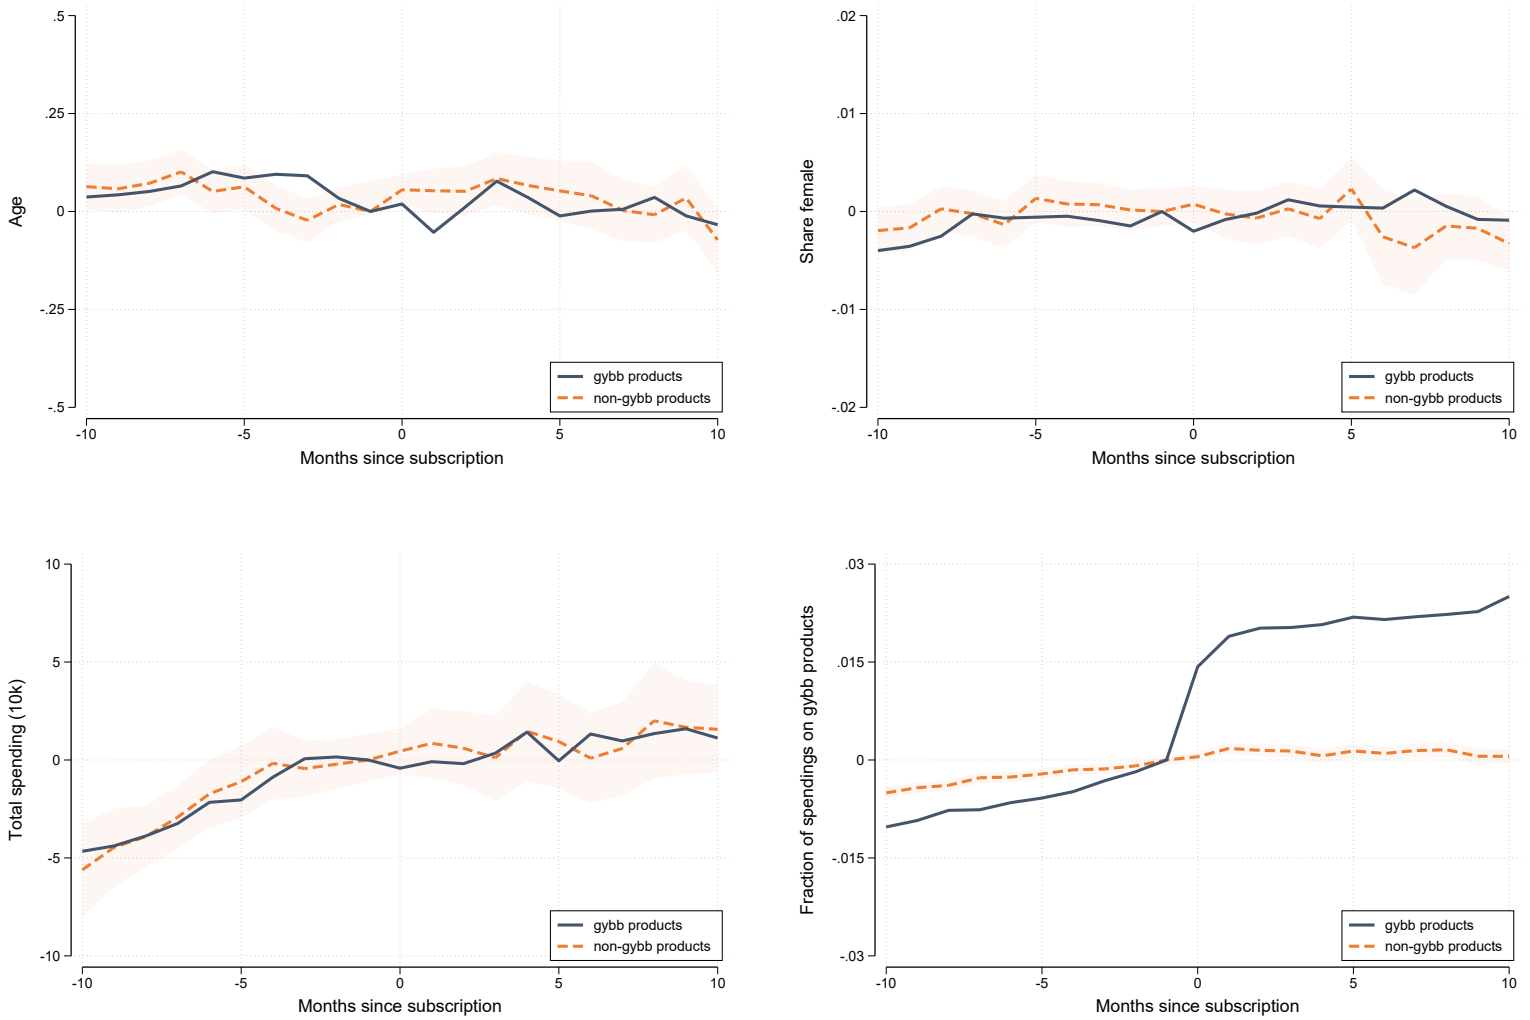 Age
.5
.25
0
-.25
-.5
-10
-5
0
5
10
Months since subscription
gybb products
non-gybb products
Share female
.02
.01
0
-.01
-.02
-10
-5
0
5
10
Months since subscription
gybb products
non-gybb products
Total spending (10k)
10
5
0
-5
-10
-10
-5
0
5
10
Months since subscription
gybb products
non-gybb products
Fraction of spendings on gybb products
.03
.015
0
-.015
-.03
-10
-5
0
5
10
Months since subscription
gybb products
non-gybb products